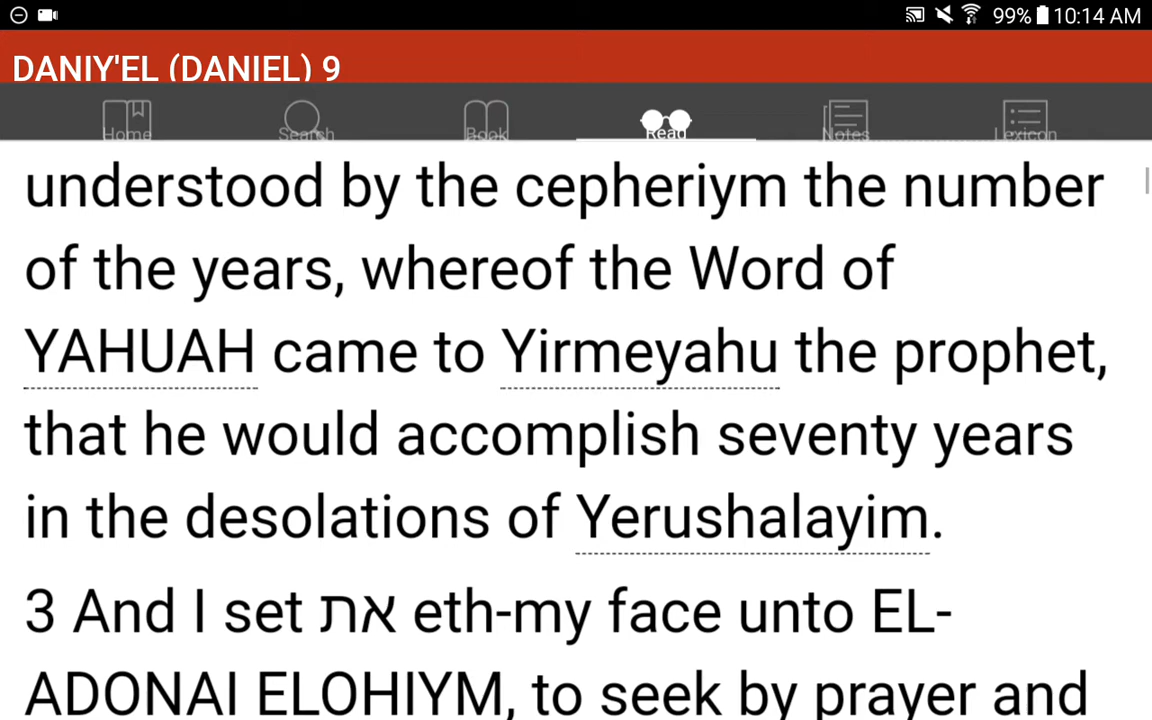 99% 10:14 AM
DANIY'EL (DANIEL) 9
Home Search Book Read Notes Lexicon
understood by the cepheriym the number
of the years, whereof the Word of
YAHUAH came to Yirmeyahu the prophet,
that he would accomplish seventy years
in the desolations of Yerushalayim.
3 And I set את eth-my face unto EL-
ADONAI ELOHIYM, to seek by prayer and